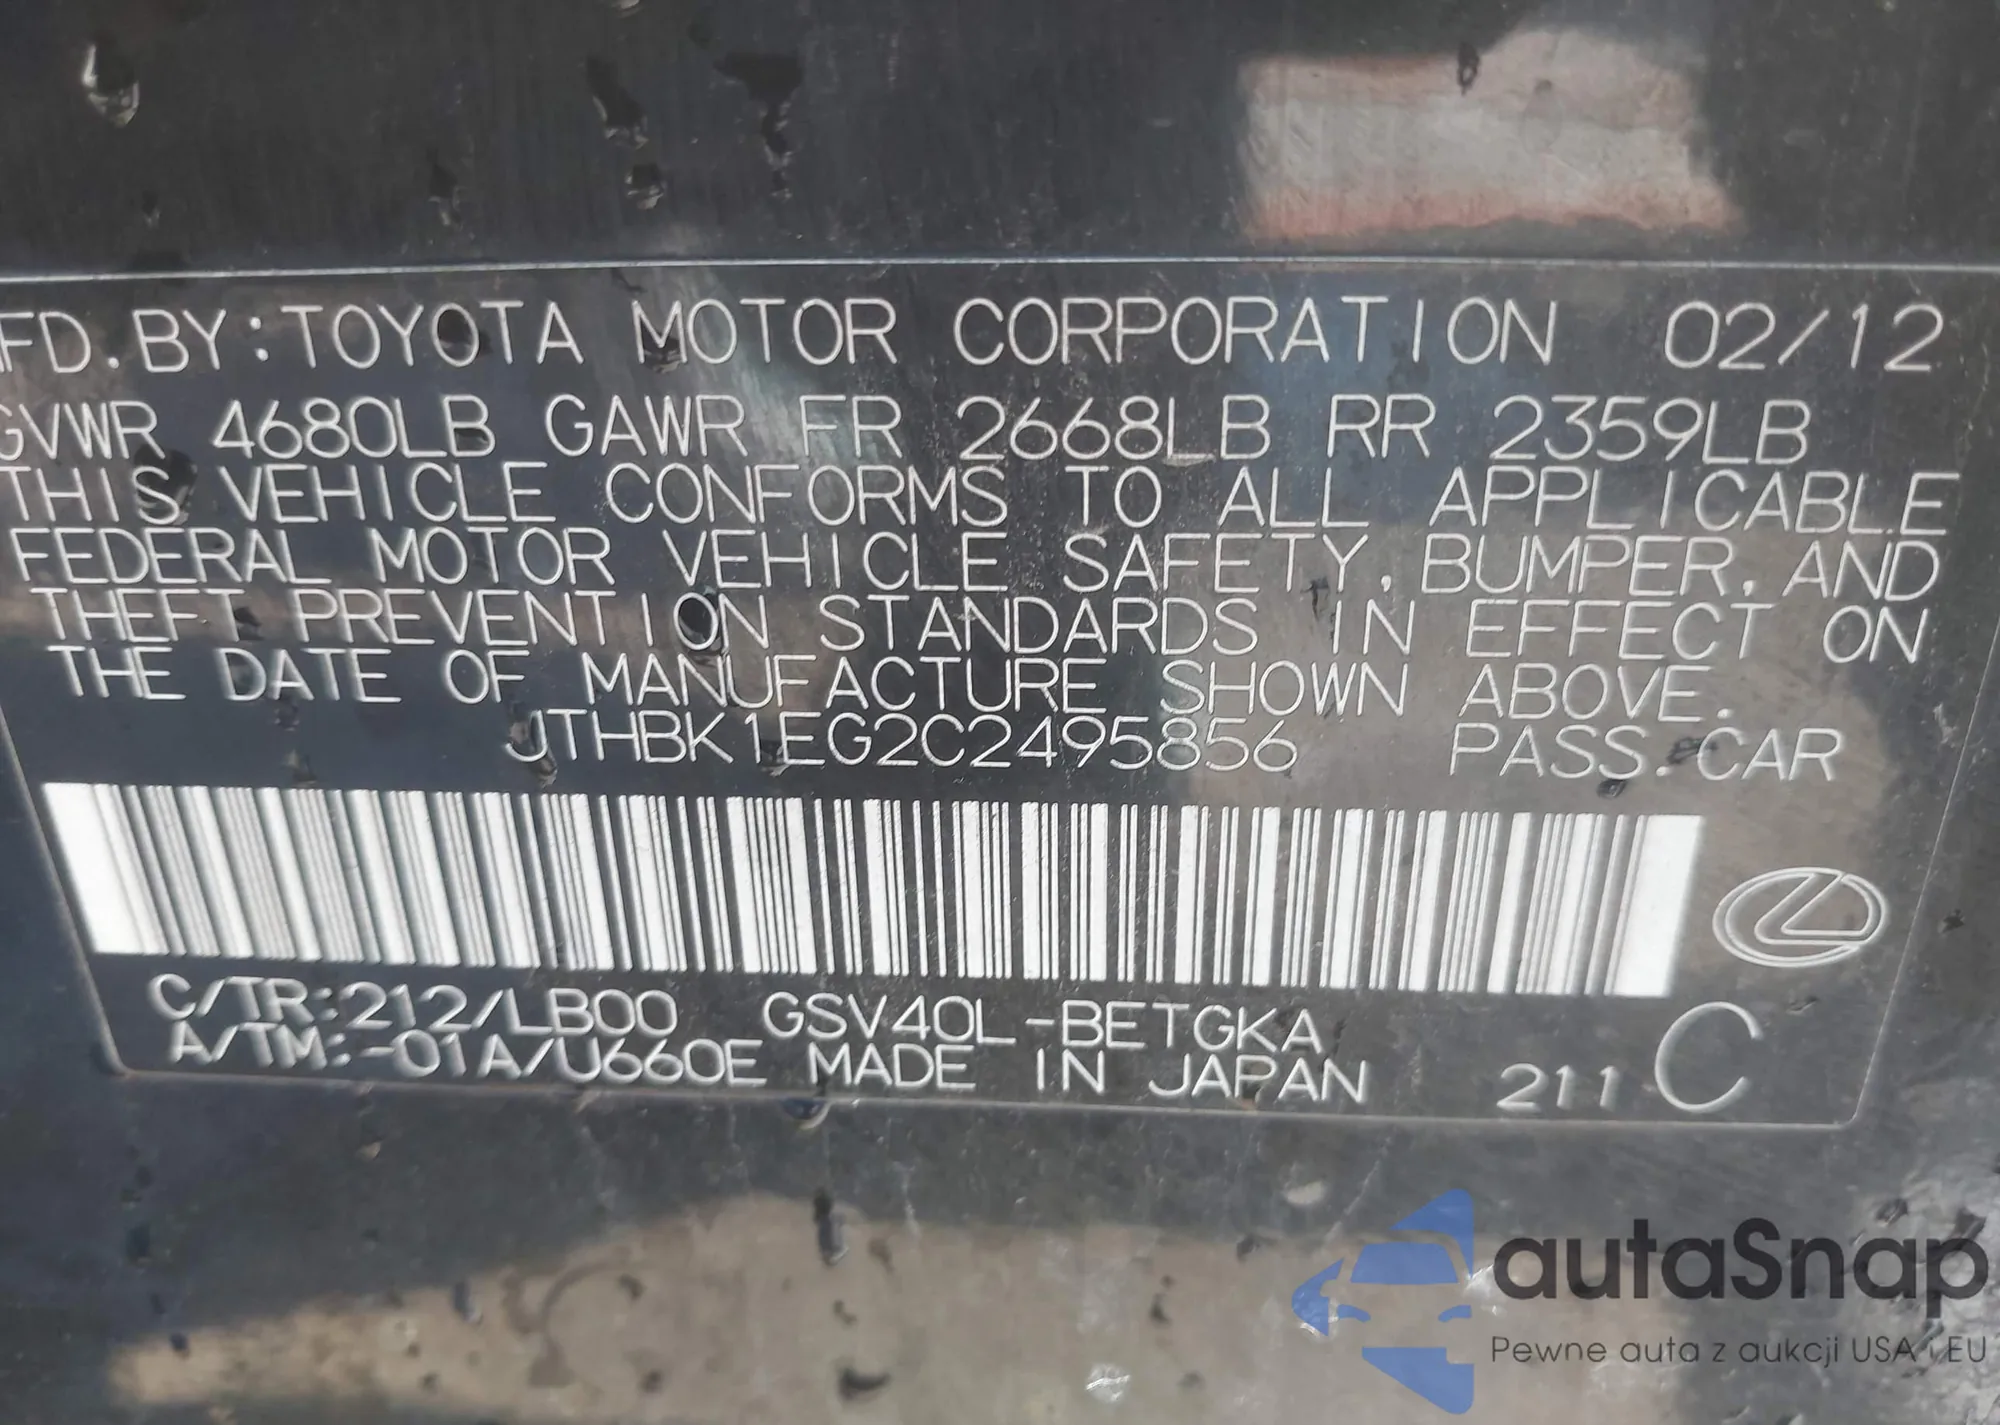 FD.BY:TOYOTA MOTOR CORPORATION 02/12
GVWR 4680LB GAWR FR 2668LB RR 2359LB
THIS VEHICLE CONFORMS TO ALL APPLICABLE
FEDERAL MOTOR VEHICLE SAFETY, BUMPER, AND
THEFT PREVENTION STANDARDS IN EFFECT ON
THE DATE OF MANUFACTURE SHOWN ABOVE.
JTHBK1EG2C2495856 PASS.CAR
C/TR:212/LB00 GSV40L-BETGKA
A/TM:-01A/U660E MADE IN JAPAN 211 C
autaSnap
Pewne auta z aukcji USA i EU